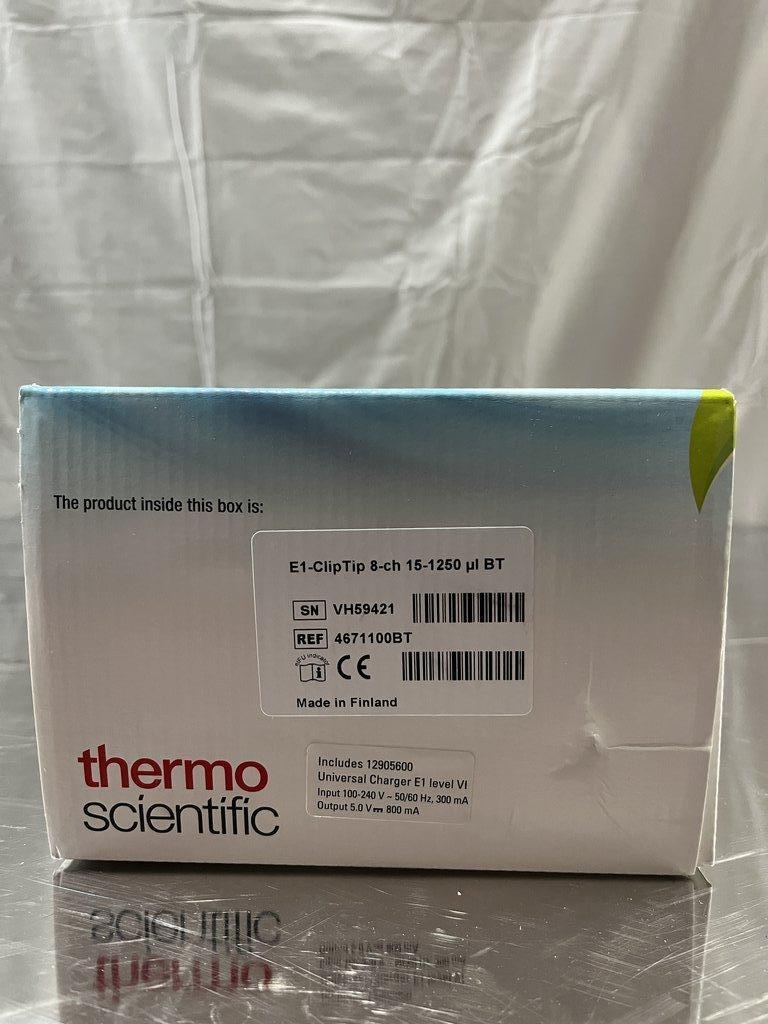 The product inside this box is:
E1-ClipTip 8-ch 15-1250 µl BT
SN VH59421
REF 4671100BT
eIFU indicator
i CE
Made in Finland
thermo
scientific
Includes 12905600
Universal Charger E1 level VI
Input 100-240 V ~ 50/60 Hz, 300 mA
Output 5.0 V⎓ 800 mA